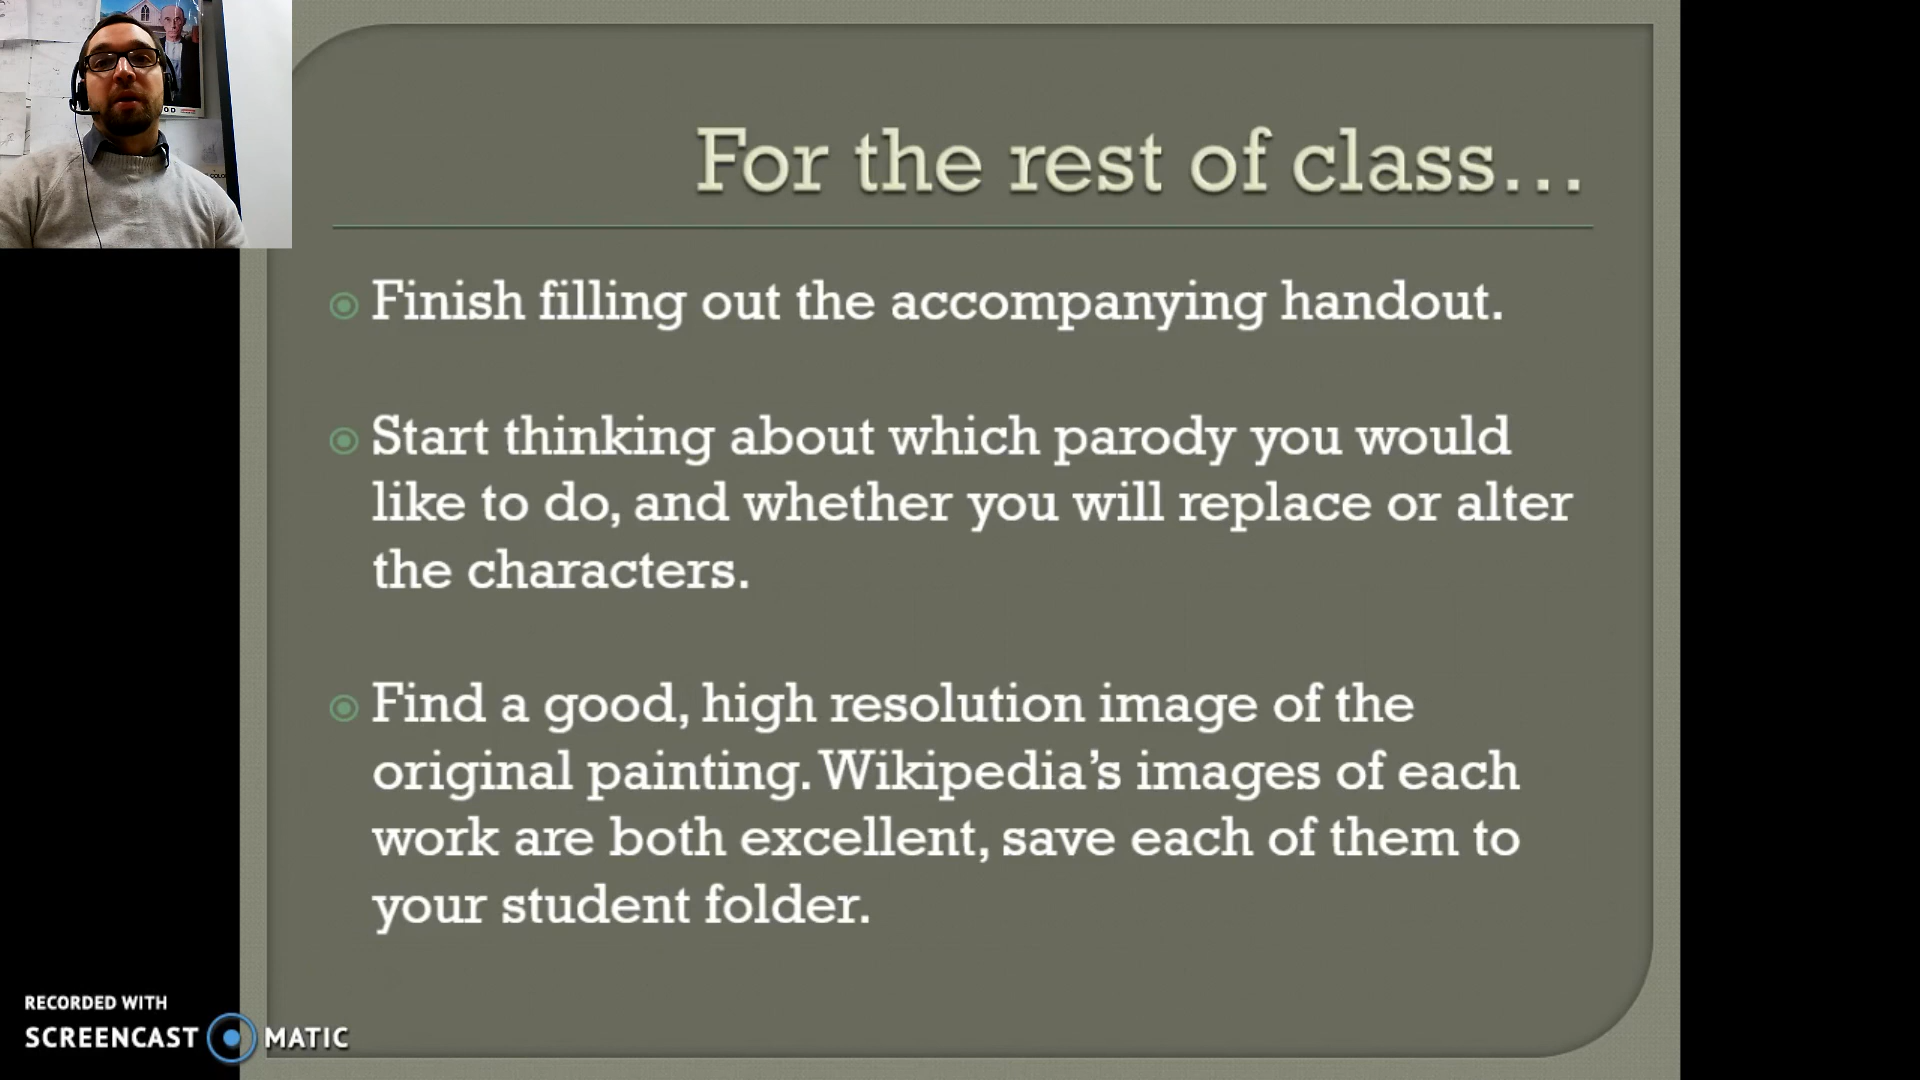 For the rest of class...
Finish filling out the accompanying handout.
Start thinking about which parody you would
like to do, and whether you will replace or alter
the characters.
Find a good, high resolution image of the
original painting. Wikipedia's images of each
work are both excellent, save each of them to
your student folder.
RECORDED WITH
SCREENCAST MATIC